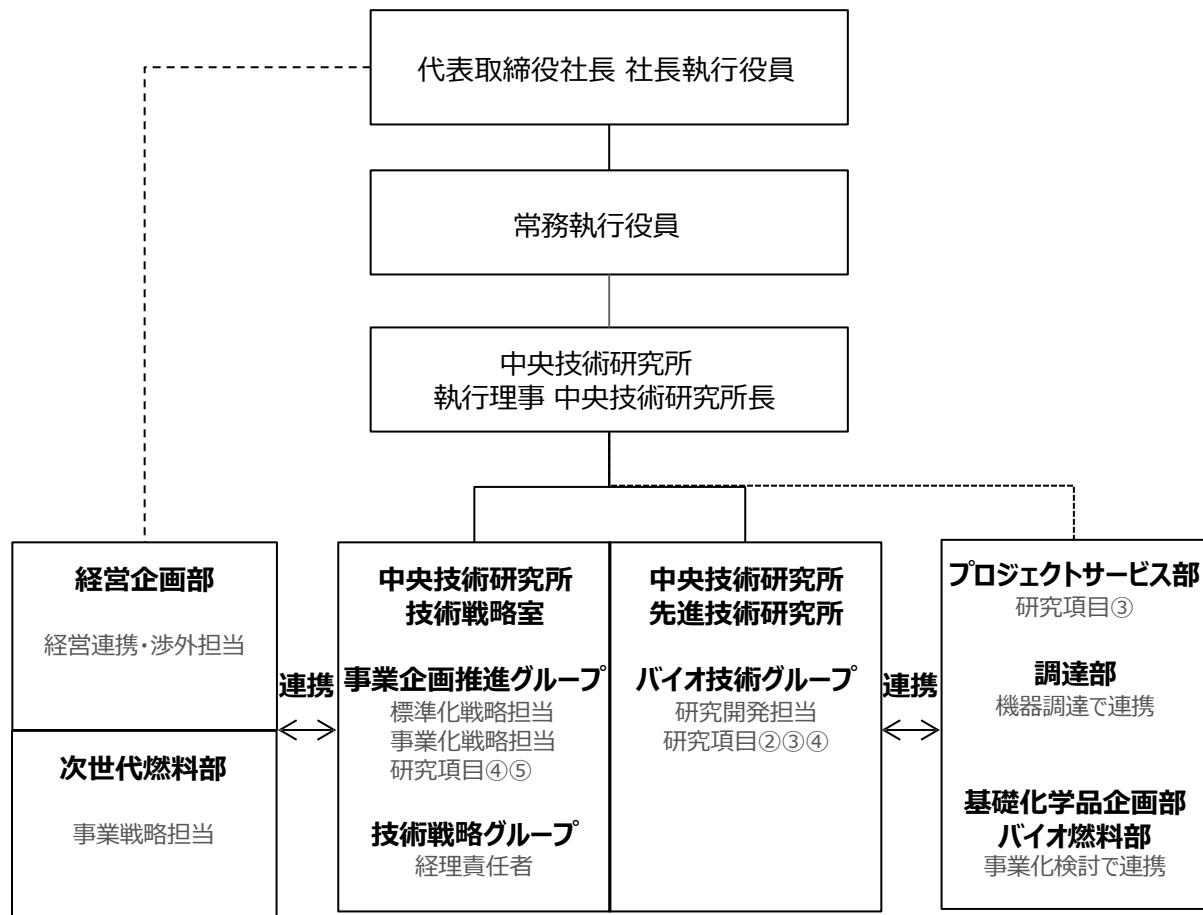 代表取締役社長 社長執行役員
常務執行役員
中央技術研究所
執行理事 中央技術研究所長
経営企画部
経営連携・渉外担当
次世代燃料部
事業戦略担当
連携
中央技術研究所
技術戦略室
事業企画推進グループ
標準化戦略担当
事業化戦略担当
研究項目④⑤
技術戦略グループ
経理責任者
中央技術研究所
先進技術研究所
バイオ技術グループ
研究開発担当
研究項目②③④
連携
プロジェクトサービス部
研究項目③
調達部
機器調達で連携
基礎化学品企画部
バイオ燃料部
事業化検討で連携